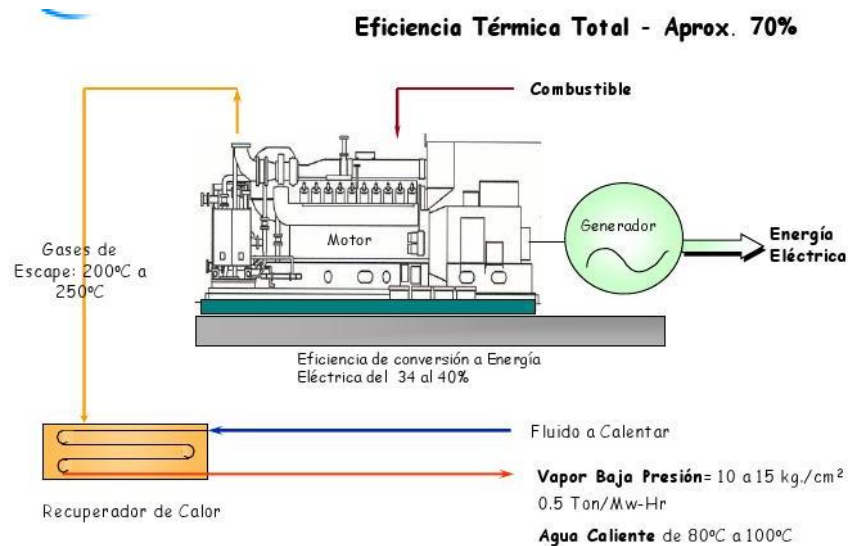 Eficiencia Térmica Total - Aprox. 70%
Combustible
Generador
Motor
Energía
Eléctrica
Gases de
Escape: 200ºC a
250ºC
Eficiencia de conversión a Energía
Eléctrica del 34 al 40%
Fluido a Calentar
Vapor Baja Presión= 10 a 15 kg./cm²
0.5 Ton/Mw-Hr
Recuperador de Calor
Agua Caliente de 80ºC a 100ºC